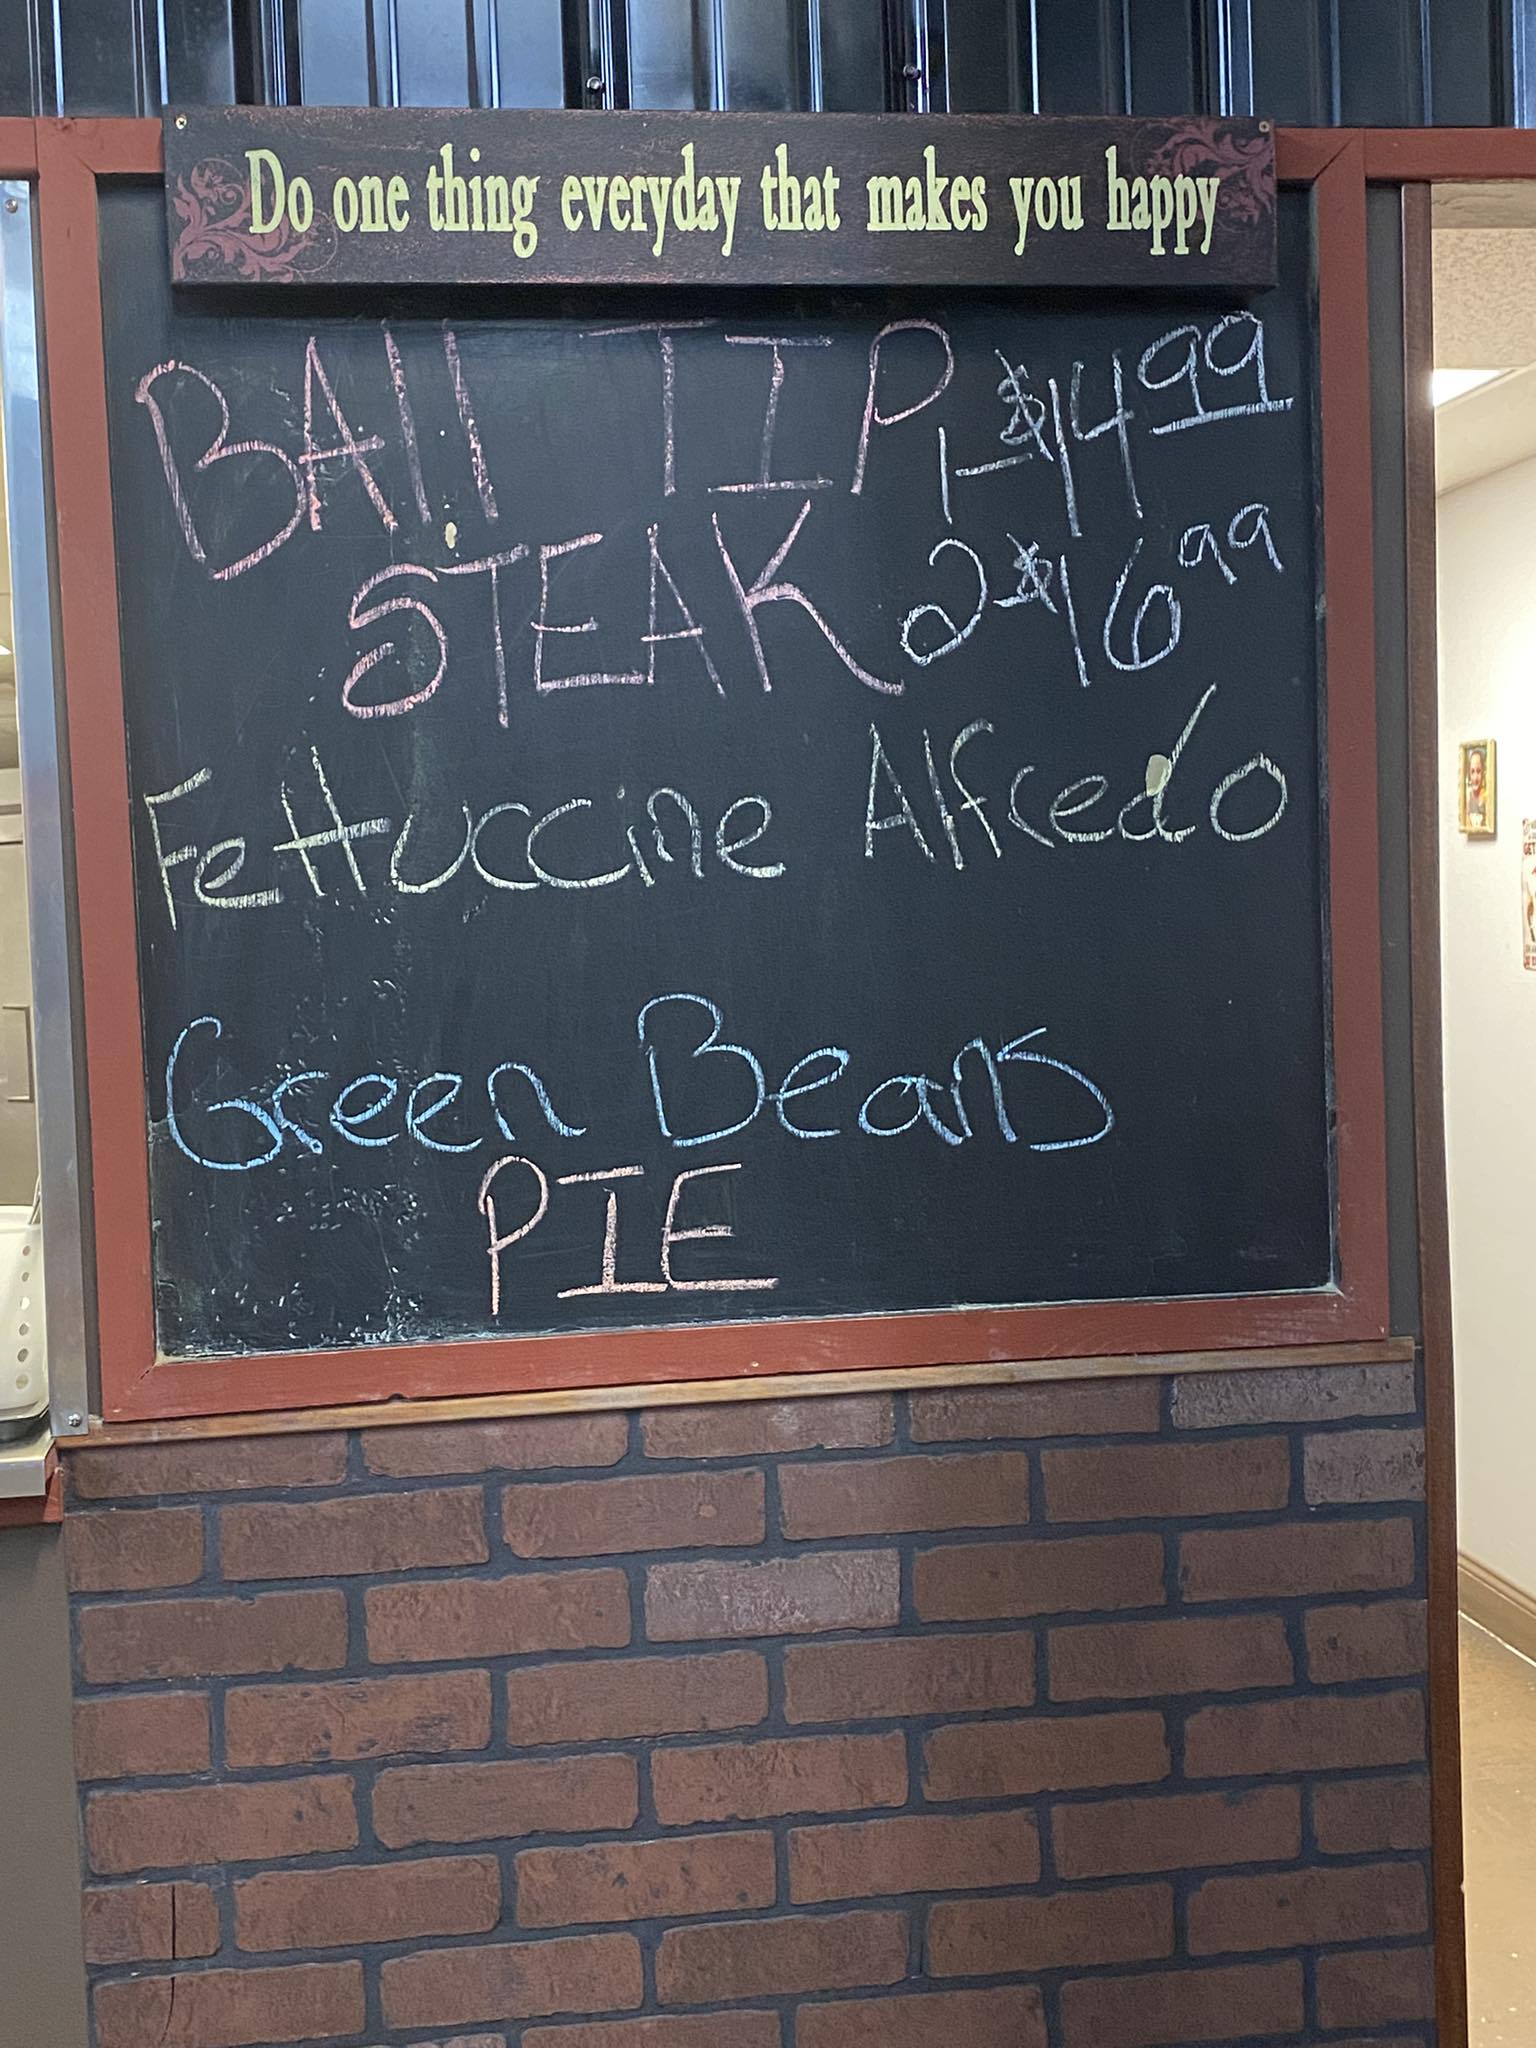 Do one thing everyday that makes you happy
BAll TIP 1-$14.99
STEAK 2-$16.99
Fettuccine Alfredo
Green Beans
PIE
GET